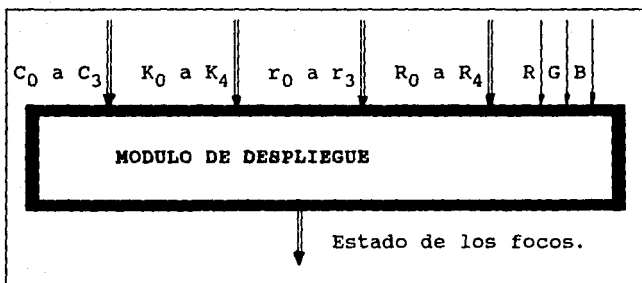 C0 a C3 K0 a K4 r0 a r3 R0 a R4 R G B
MODULO DE DESPLIEGUE
Estado de los focos.